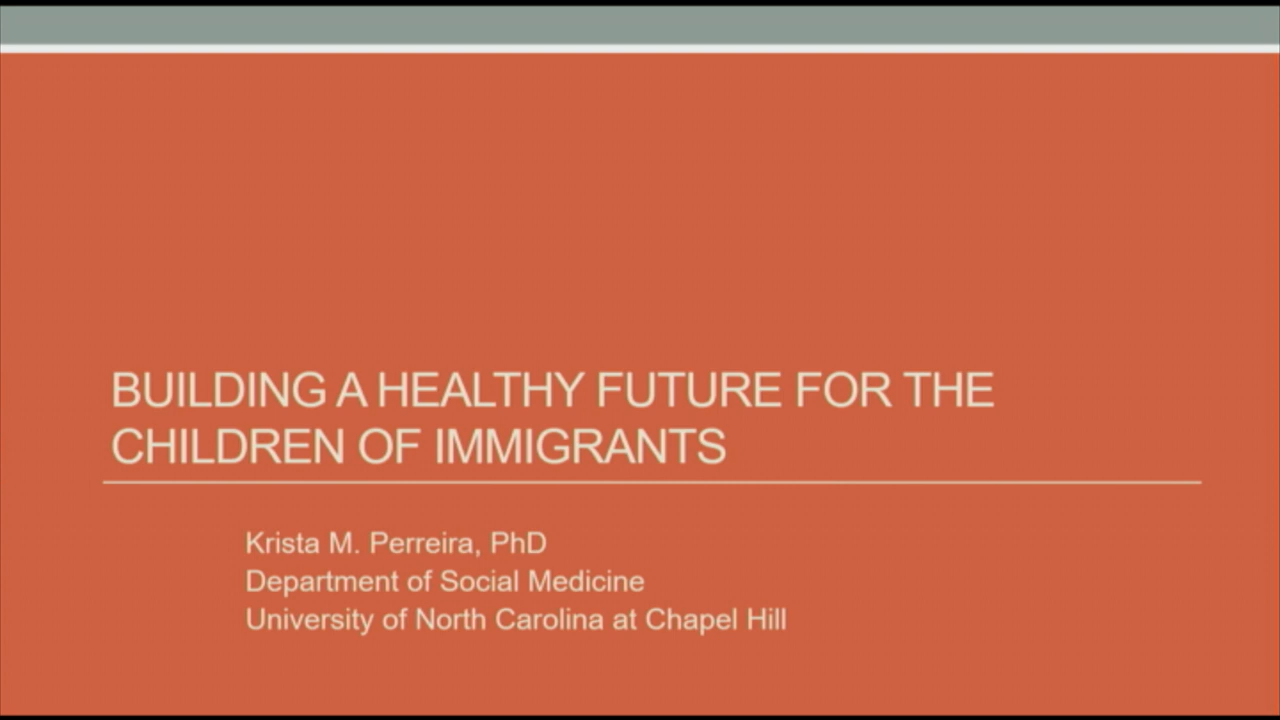 BUILDING A HEALTHY FUTURE FOR THE
CHILDREN OF IMMIGRANTS
Krista M. Perreira, PhD
Department of Social Medicine
University of North Carolina at Chapel Hill